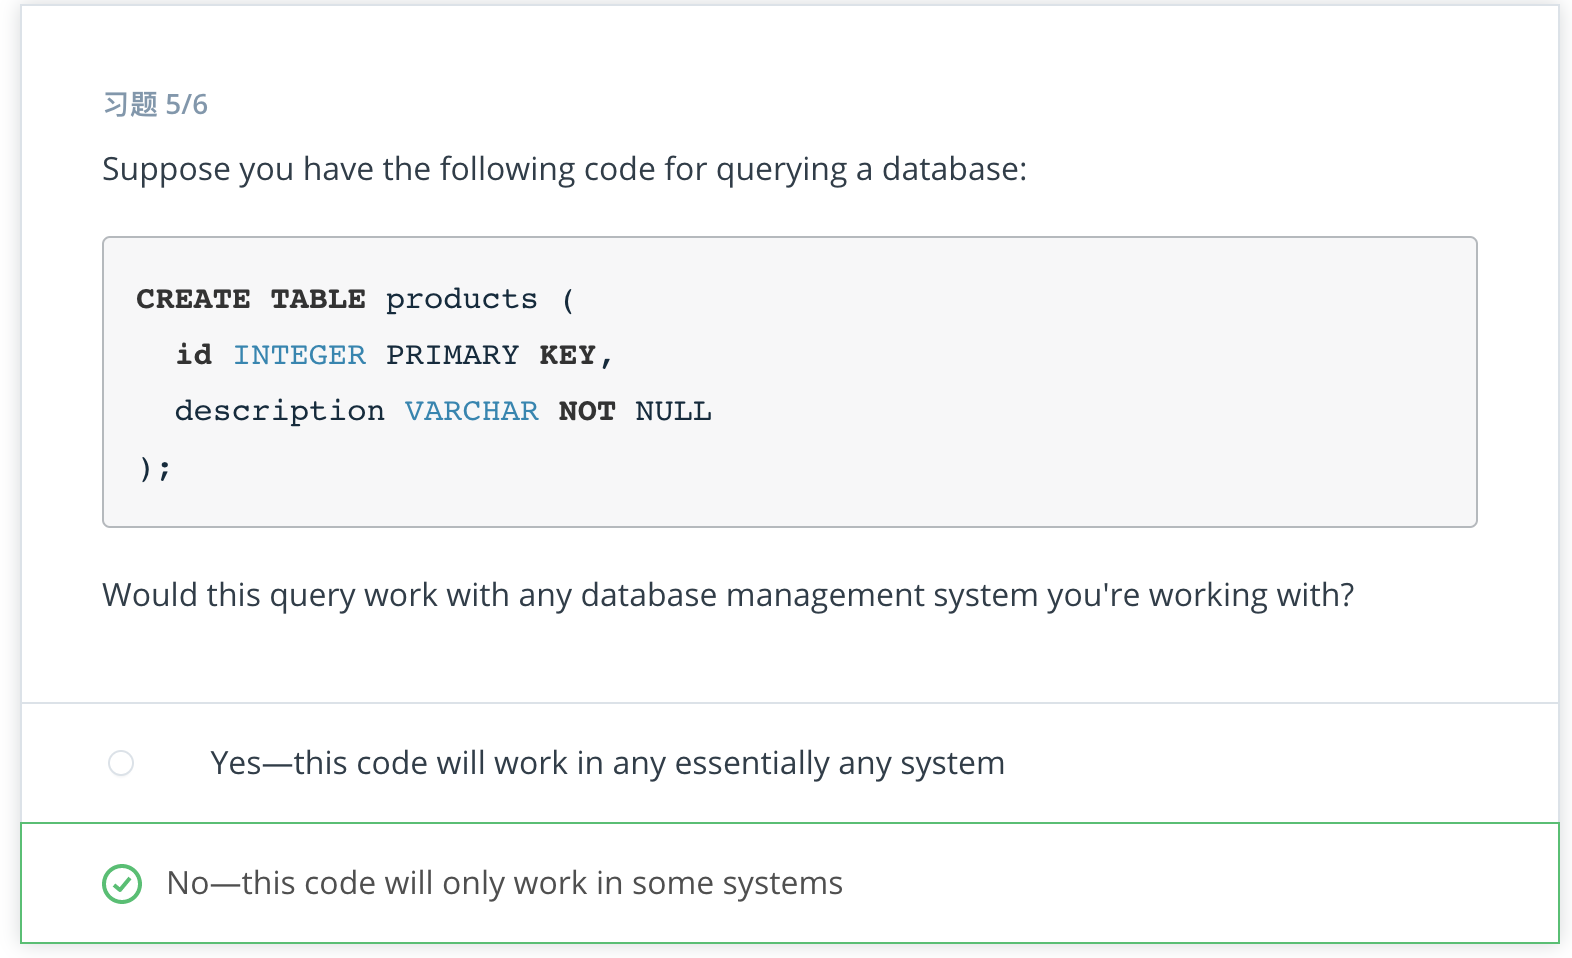 习题 5/6
Suppose you have the following code for querying a database:
CREATE TABLE products (
  id INTEGER PRIMARY KEY,
  description VARCHAR NOT NULL
);
Would this query work with any database management system you're working with?
Yes—this code will work in any essentially any system
No—this code will only work in some systems